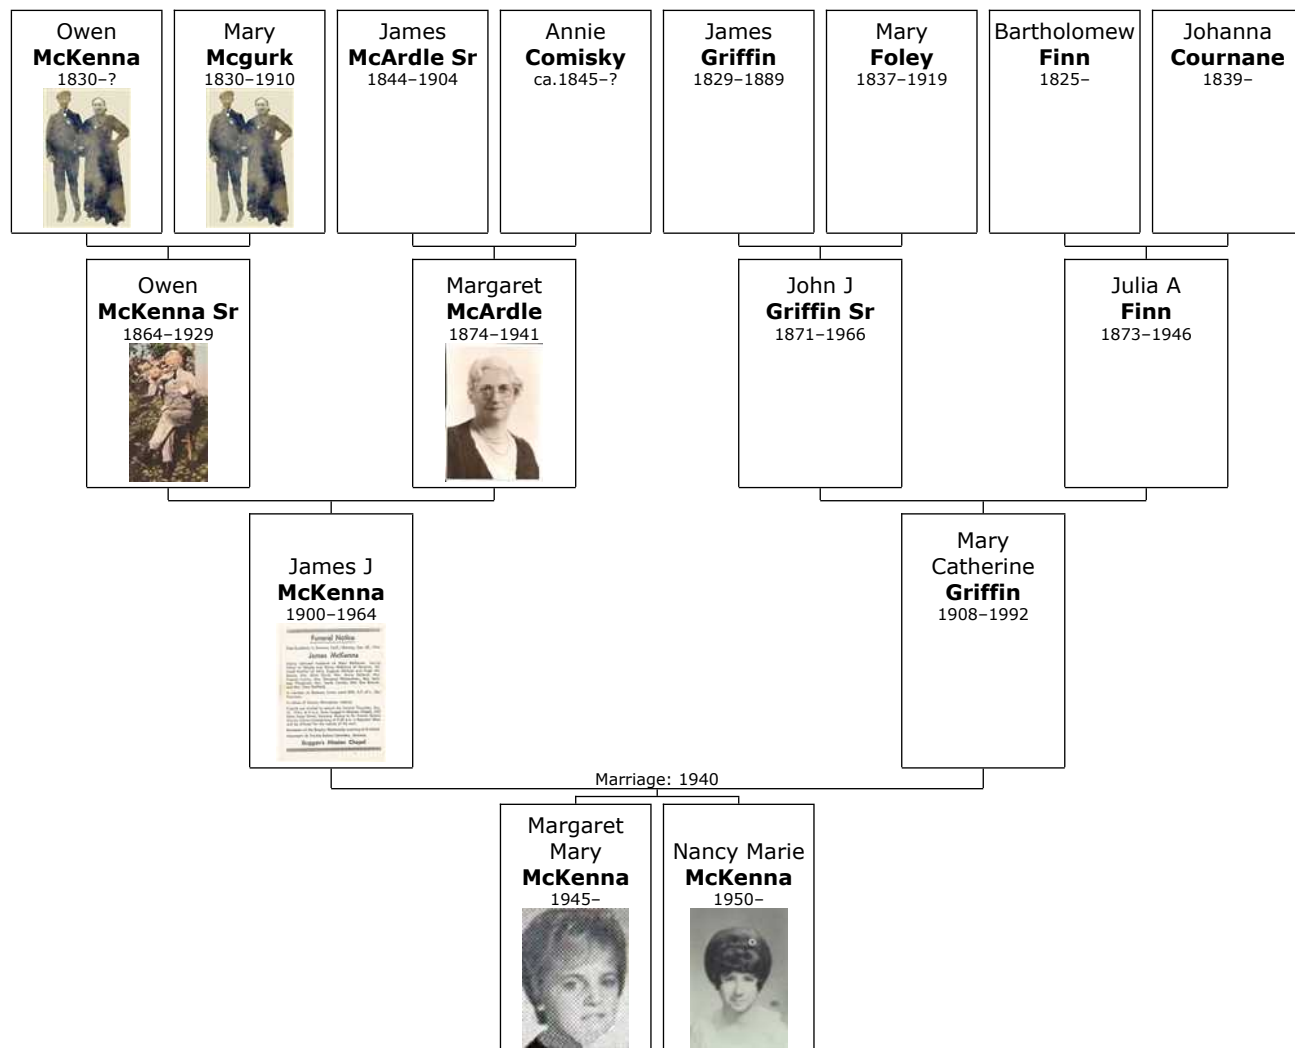 Owen
McKenna
1830–?
Mary
Mcgurk
1830–1910
James
McArdle Sr
1844–1904
Annie
Comisky
ca.1845–?
James
Griffin
1829–1889
Mary
Foley
1837–1919
Bartholomew
Finn
1825–
Johanna
Cournane
1839–
Owen
McKenna Sr
1864–1929
Margaret
McArdle
1874–1941
John J
Griffin Sr
1871–1966
Julia A
Finn
1873–1946
James J
McKenna
1900–1964
Funeral Notice
James McKenna
Duggan's Mission Chapel
Mary
Catherine
Griffin
1908–1992
Marriage: 1940
Margaret
Mary
McKenna
1945–
Nancy Marie
McKenna
1950–